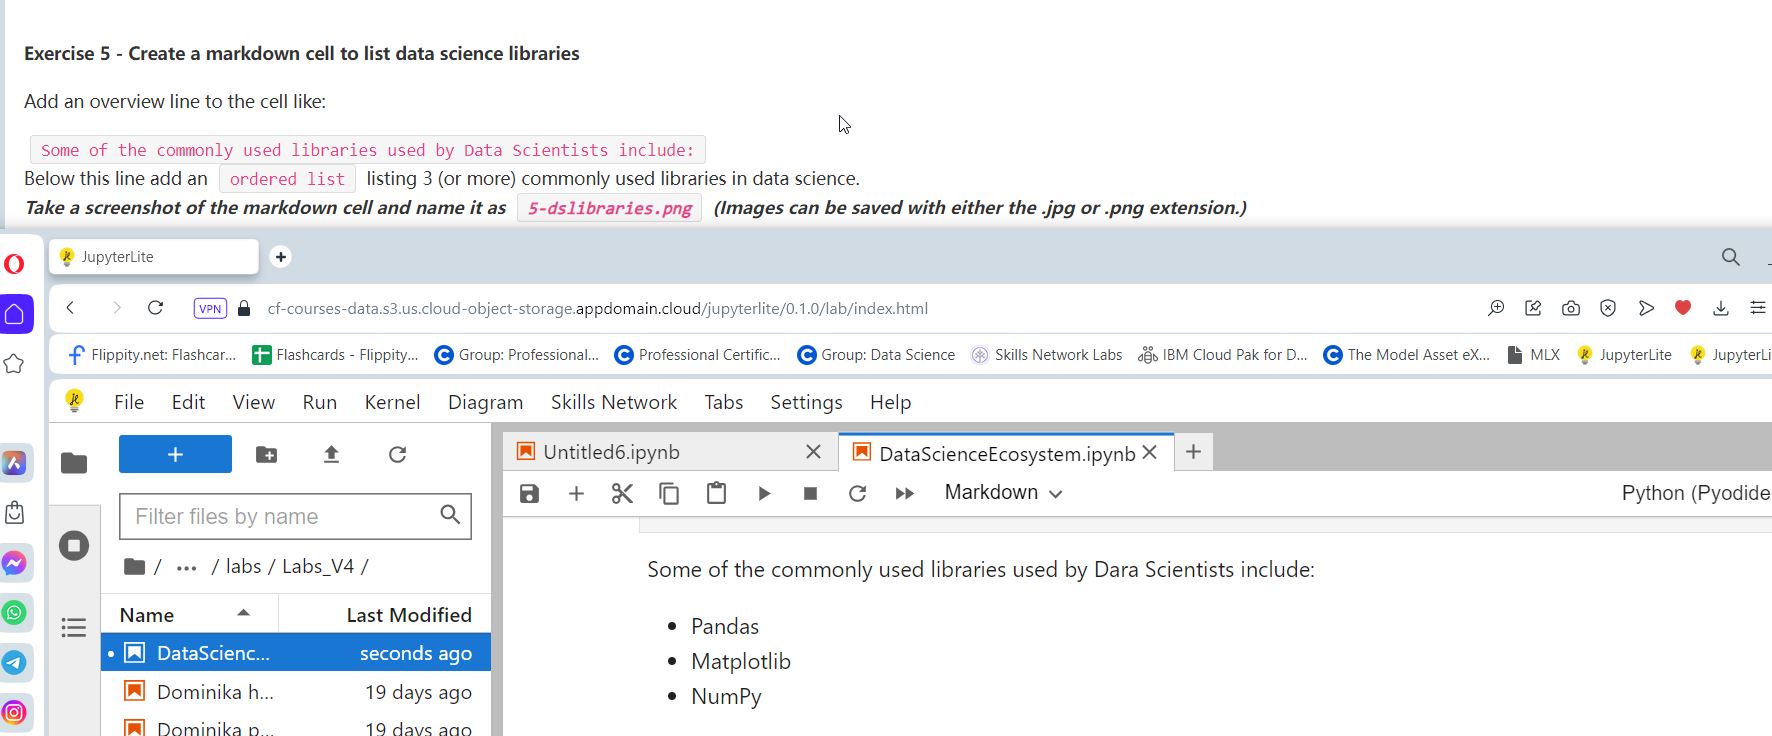 Exercise 5 - Create a markdown cell to list data science libraries
Add an overview line to the cell like:
Some of the commonly used libraries used by Data Scientists include:
Below this line add an ordered list listing 3 (or more) commonly used libraries in data science.
Take a screenshot of the markdown cell and name it as 5-dslibraries.png (Images can be saved with either the .jpg or .png extension.)
JupyterLite
VPN cf-courses-data.s3.us.cloud-object-storage.appdomain.cloud/jupyterlite/0.1.0/lab/index.html
Flippity.net: Flashcar... Flashcards - Flippity... Group: Professional... Professional Certific... Group: Data Science Skills Network Labs IBM Cloud Pak for D... The Model Asset eX... MLX JupyterLite JupyterLi
File Edit View Run Kernel Diagram Skills Network Tabs Settings Help
Untitled6.ipynb DataScienceEcosystem.ipynb
Markdown Python (Pyodide
Filter files by name
/ ... / labs / Labs_V4 /
Name Last Modified
DataScienc... seconds ago
Dominika h... 19 days ago
Dominika p... 19 days ago
Some of the commonly used libraries used by Dara Scientists include:
• Pandas
• Matplotlib
• NumPy